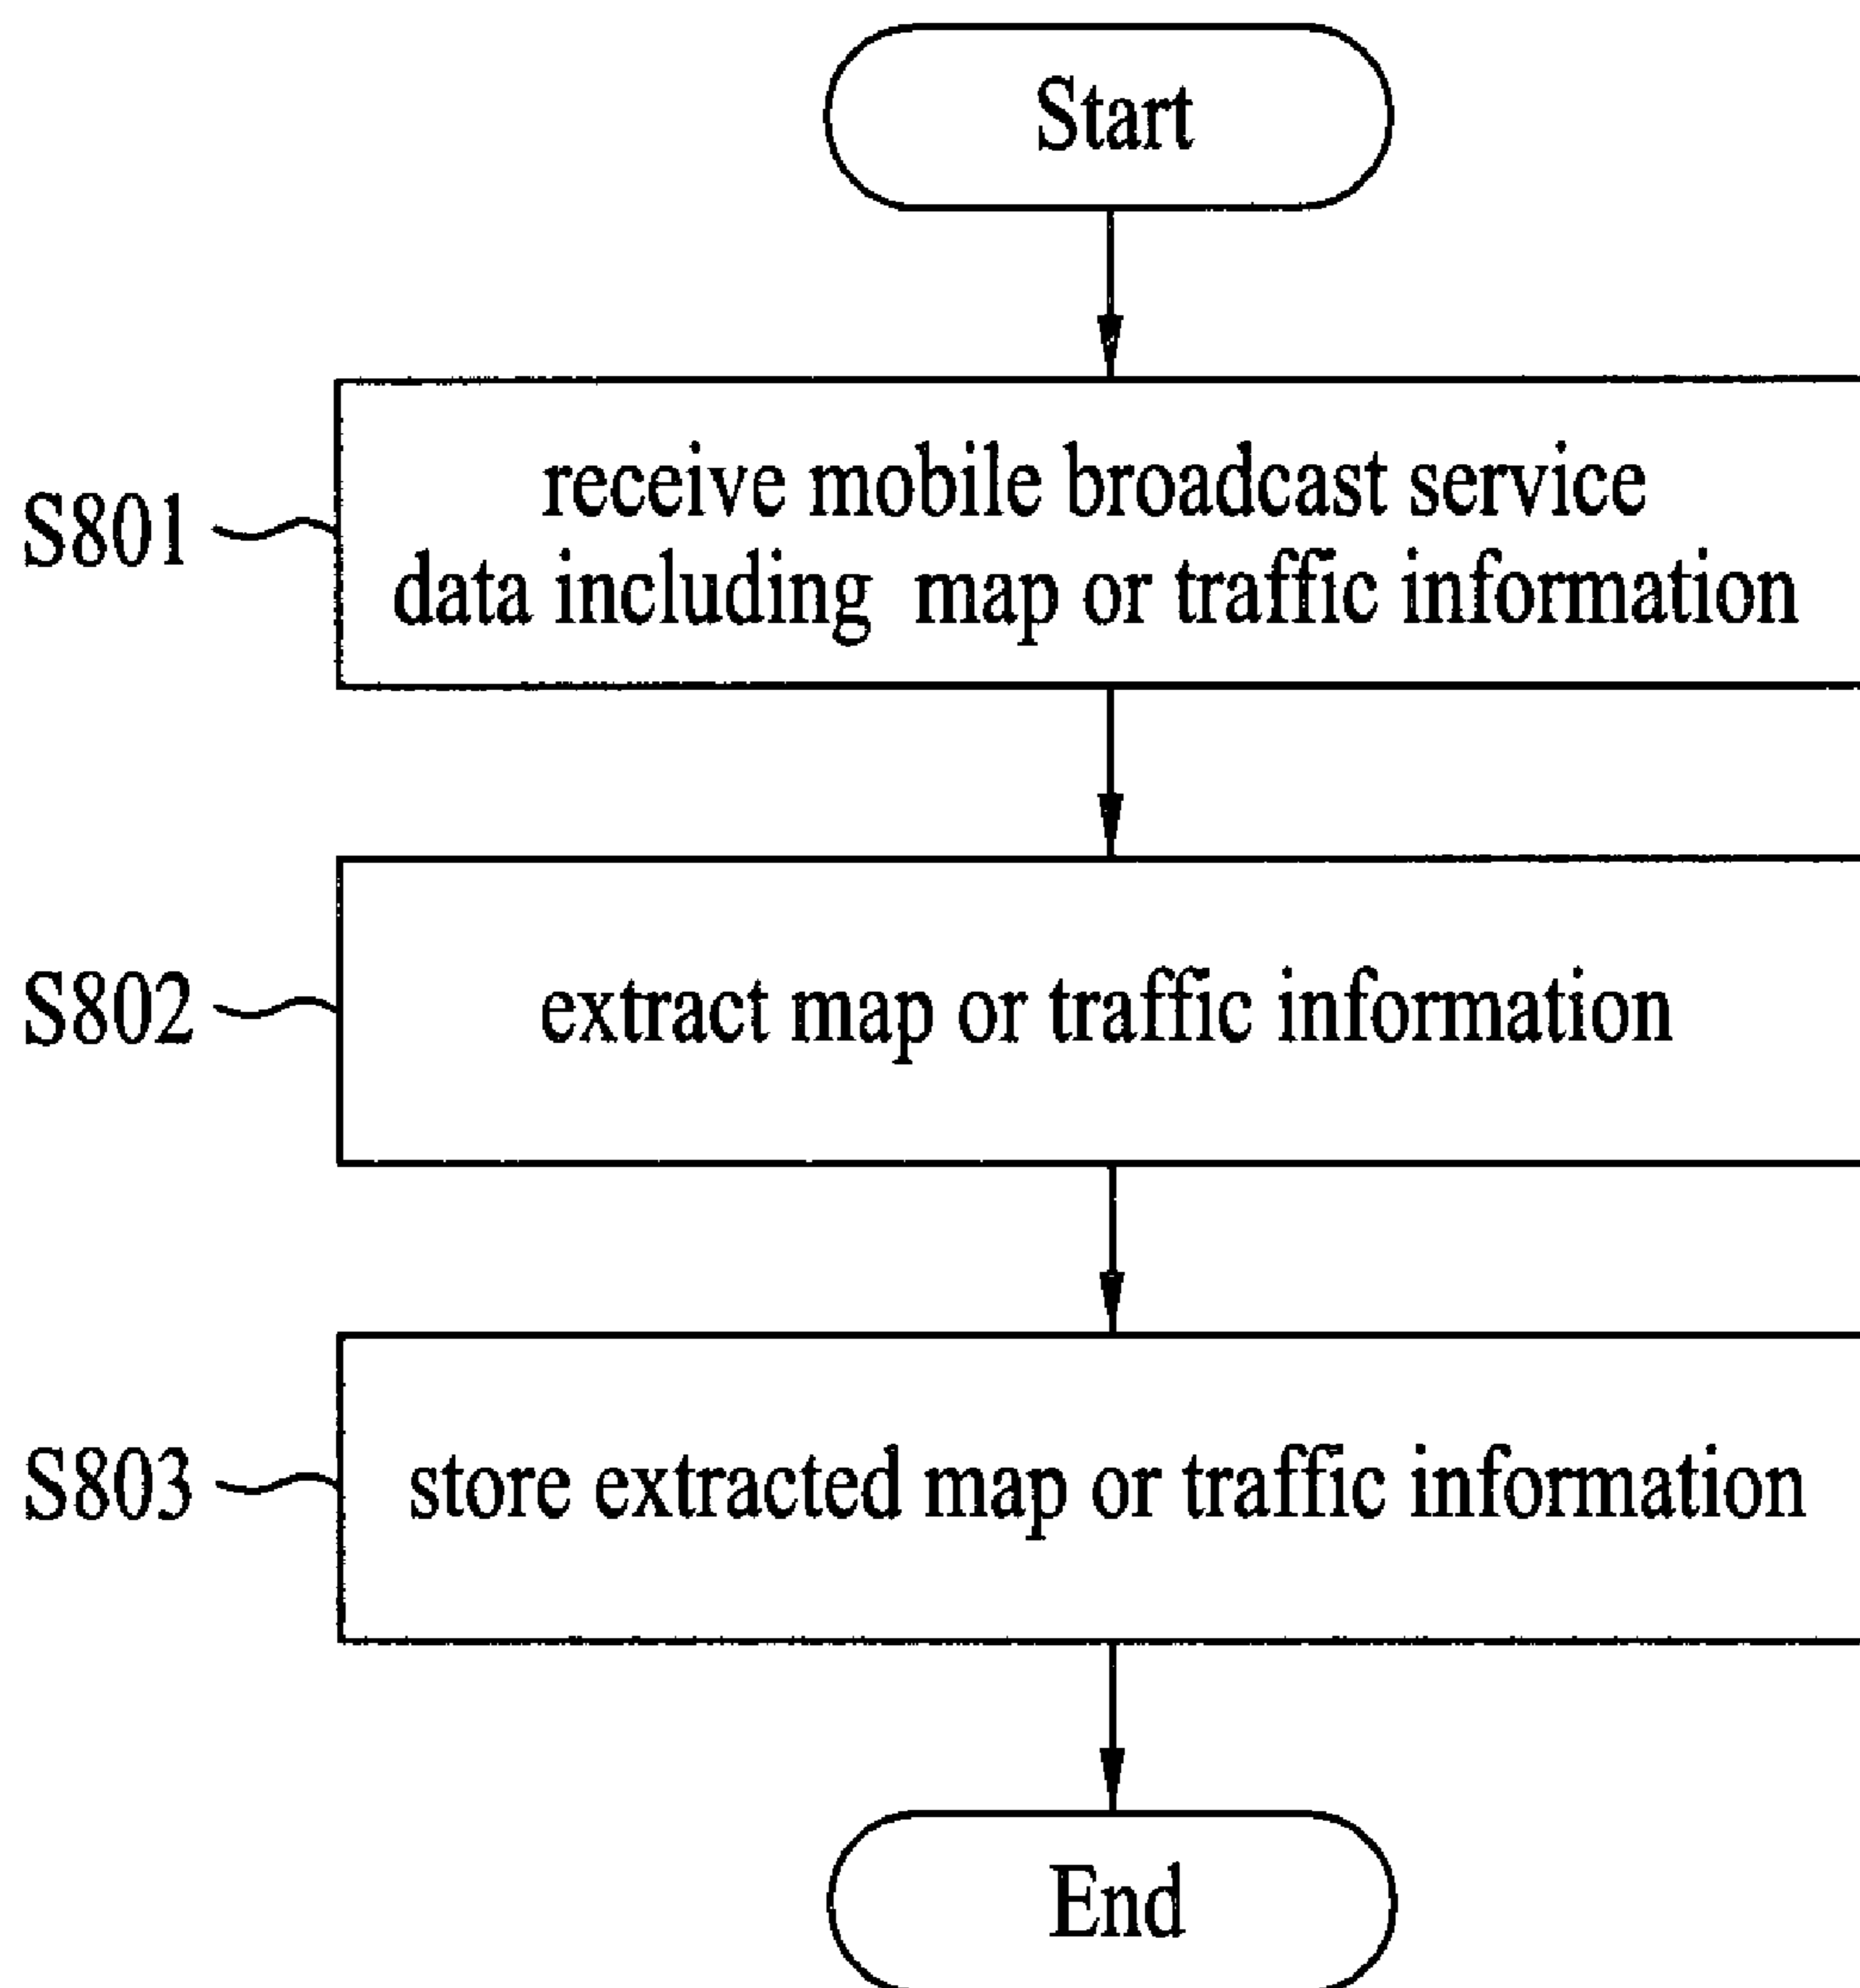 Start
S801
receive mobile broadcast service
data including map or traffic information
S802
extract map or traffic information
S803
store extracted map or traffic information
End